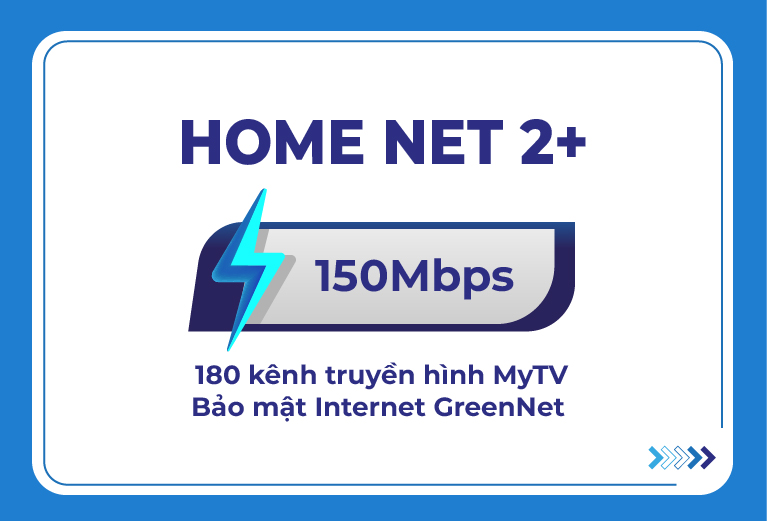 HOME NET 2+
150Mbps
180 kênh truyền hình MyTV
Bảo mật Internet GreenNet